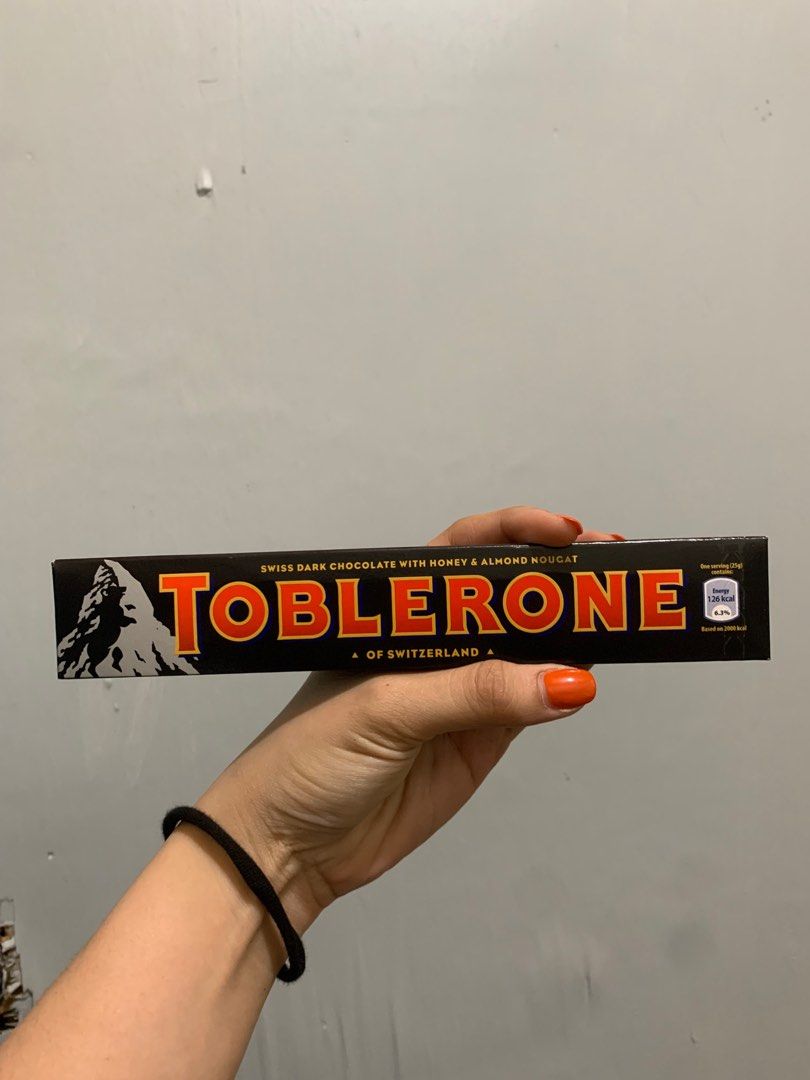 SWISS DARK CHOCOLATE WITH HONEY & ALMOND NOUGAT
TOBLERONE
▲ OF SWITZERLAND ▲
One serving (25g)
contains:
Energy
126 kcal
6.3%
Based on 2000 kcal